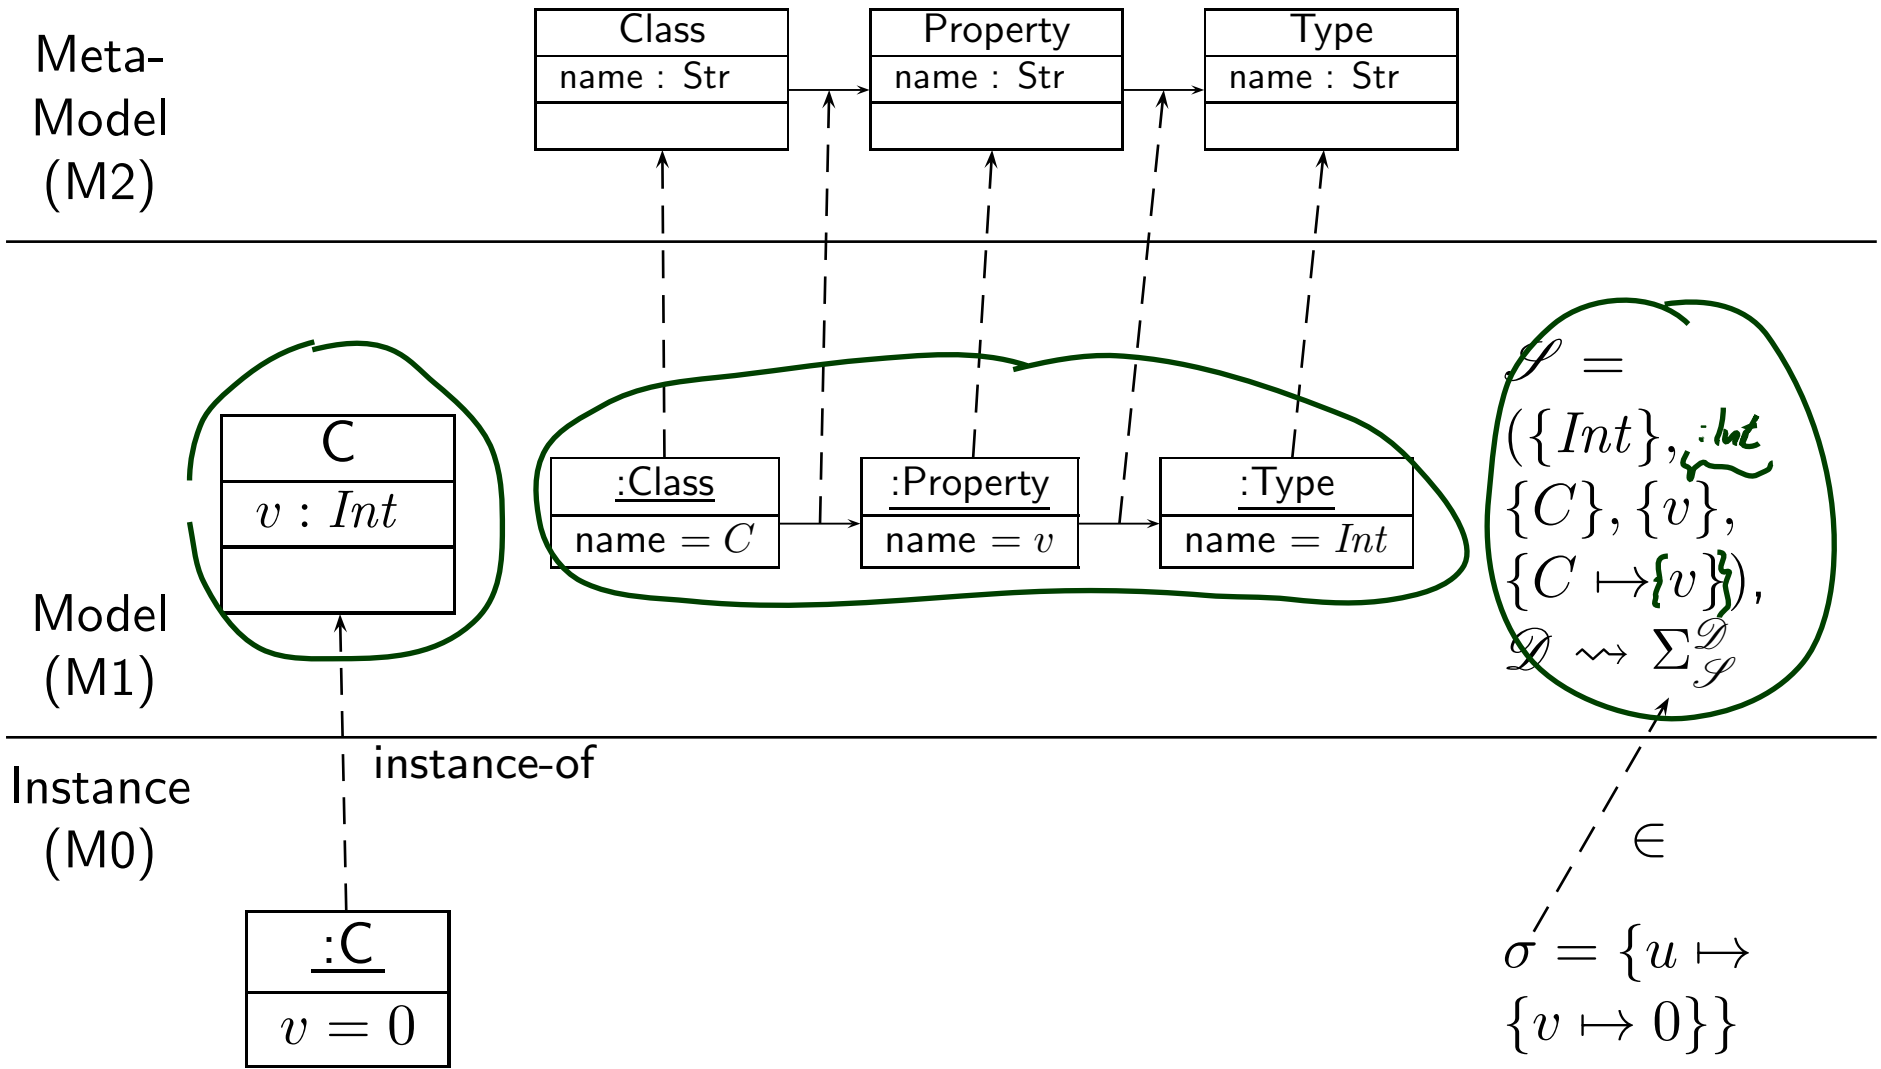 Meta-
Model
(M2)
Class
name : Str
Property
name : Str
Type
name : Str
Model
(M1)
C
v : Int
:Class
name = C
:Property
name = v
:Type
name = Int
𝒮 =
({Int}, :Int
{C}, {v},
{C ↦ {v}}),
𝒟 ⇝ Σ^𝒟_𝒮
Instance
(M0)
instance-of
:C
v = 0
∈
σ = {u ↦
{v ↦ 0}}